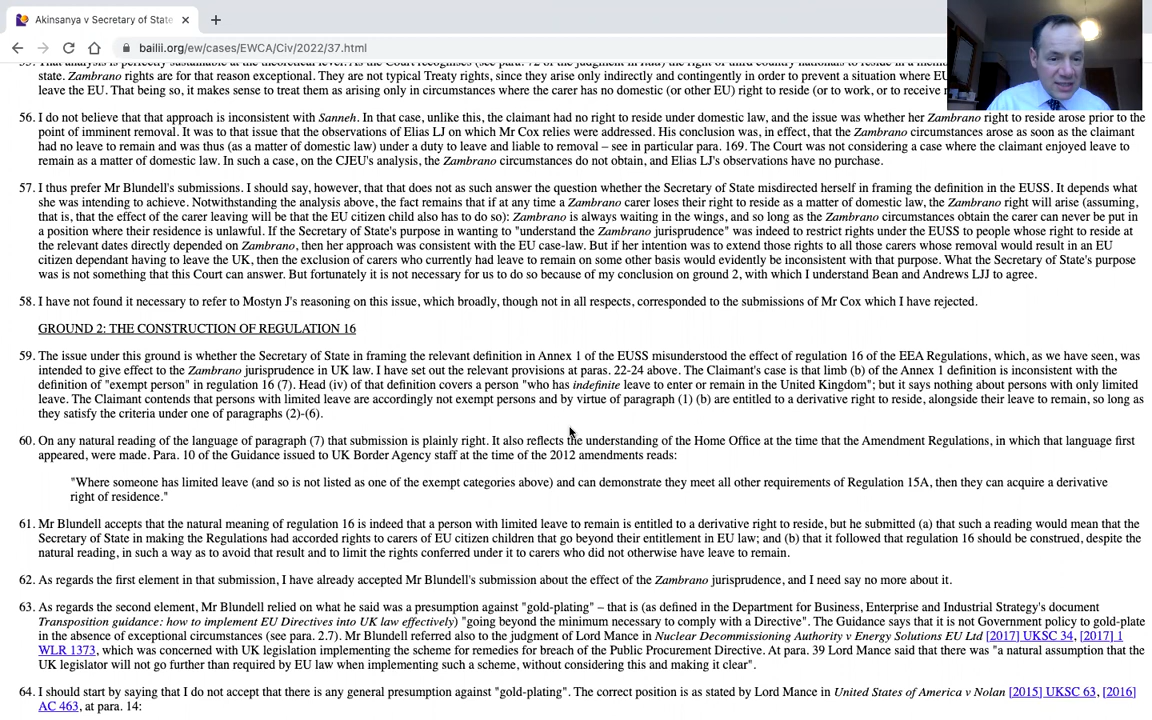 Akinsanya v Secretary of State
bailii.org/ew/cases/EWCA/Civ/2022/37.html
state. Zambrano rights are for that reason exceptional. They are not typical Treaty rights, since they arise only indirectly and contingently in order to prevent a situation where EU
leave the EU. That being so, it makes sense to treat them as arising only in circumstances where the carer has no domestic (or other EU) right to reside (or to work, or to receive
56. I do not believe that that approach is inconsistent with Sanneh. In that case, unlike this, the claimant had no right to reside under domestic law, and the issue was whether her Zambrano right to reside arose prior to the
point of imminent removal. It was to that issue that the observations of Elias LJ on which Mr Cox relies were addressed. His conclusion was, in effect, that the Zambrano circumstances arose as soon as the claimant
had no leave to remain and was thus (as a matter of domestic law) under a duty to leave and liable to removal – see in particular para. 169. The Court was not considering a case where the claimant enjoyed leave to
remain as a matter of domestic law. In such a case, on the CJEU's analysis, the Zambrano circumstances do not obtain, and Elias LJ's observations have no purchase.
57. I thus prefer Mr Blundell's submissions. I should say, however, that that does not as such answer the question whether the Secretary of State misdirected herself in framing the definition in the EUSS. It depends what
she was intending to achieve. Notwithstanding the analysis above, the fact remains that if at any time a Zambrano carer loses their right to reside as a matter of domestic law, the Zambrano right will arise (assuming,
that is, that the effect of the carer leaving will be that the EU citizen child also has to do so): Zambrano is always waiting in the wings, and so long as the Zambrano circumstances obtain the carer can never be put in
a position where their residence is unlawful. If the Secretary of State's purpose in wanting to "understand the Zambrano jurisprudence" was indeed to restrict rights under the EUSS to people whose right to reside at
the relevant dates directly depended on Zambrano, then her approach was consistent with the EU case-law. But if her intention was to extend those rights to all those carers whose removal would result in an EU
citizen dependant having to leave the UK, then the exclusion of carers who currently had leave to remain on some other basis would evidently be inconsistent with that purpose. What the Secretary of State's purpose
was is not something that this Court can answer. But fortunately it is not necessary for us to do so because of my conclusion on ground 2, with which I understand Bean and Andrews LJJ to agree.
58. I have not found it necessary to refer to Mostyn J's reasoning on this issue, which broadly, though not in all respects, corresponded to the submissions of Mr Cox which I have rejected.
GROUND 2: THE CONSTRUCTION OF REGULATION 16
59. The issue under this ground is whether the Secretary of State in framing the relevant definition in Annex 1 of the EUSS misunderstood the effect of regulation 16 of the EEA Regulations, which, as we have seen, was
intended to give effect to the Zambrano jurisprudence in UK law. I have set out the relevant provisions at paras. 22-24 above. The Claimant's case is that limb (b) of the Annex 1 definition is inconsistent with the
definition of "exempt person" in regulation 16 (7). Head (iv) of that definition covers a person "who has indefinite leave to enter or remain in the United Kingdom"; but it says nothing about persons with only limited
leave. The Claimant contends that persons with limited leave are accordingly not exempt persons and by virtue of paragraph (1) (b) are entitled to a derivative right to reside, alongside their leave to remain, so long as
they satisfy the criteria under one of paragraphs (2)-(6).
60. On any natural reading of the language of paragraph (7) that submission is plainly right. It also reflects the understanding of the Home Office at the time that the Amendment Regulations, in which that language first
appeared, were made. Para. 10 of the Guidance issued to UK Border Agency staff at the time of the 2012 amendments reads:
"Where someone has limited leave (and so is not listed as one of the exempt categories above) and can demonstrate they meet all other requirements of Regulation 15A, then they can acquire a derivative
right of residence."
61. Mr Blundell accepts that the natural meaning of regulation 16 is indeed that a person with limited leave to remain is entitled to a derivative right to reside, but he submitted (a) that such a reading would mean that the
Secretary of State in making the Regulations had accorded rights to carers of EU citizen children that go beyond their entitlement in EU law; and (b) that it followed that regulation 16 should be construed, despite the
natural reading, in such a way as to avoid that result and to limit the rights conferred under it to carers who did not otherwise have leave to remain.
62. As regards the first element in that submission, I have already accepted Mr Blundell's submission about the effect of the Zambrano jurisprudence, and I need say no more about it.
63. As regards the second element, Mr Blundell relied on what he said was a presumption against "gold-plating" – that is (as defined in the Department for Business, Enterprise and Industrial Strategy's document
Transposition guidance: how to implement EU Directives into UK law effectively) "going beyond the minimum necessary to comply with a Directive". The Guidance says that it is not Government policy to gold-plate
in the absence of exceptional circumstances (see para. 2.7). Mr Blundell referred also to the judgment of Lord Mance in Nuclear Decommissioning Authority v Energy Solutions EU Ltd [2017] UKSC 34, [2017] 1
WLR 1373, which was concerned with UK legislation implementing the scheme for remedies for breach of the Public Procurement Directive. At para. 39 Lord Mance said that there was "a natural assumption that the
UK legislator will not go further than required by EU law when implementing such a scheme, without considering this and making it clear".
64. I should start by saying that I do not accept that there is any general presumption against "gold-plating". The correct position is as stated by Lord Mance in United States of America v Nolan [2015] UKSC 63, [2016]
AC 463, at para. 14: